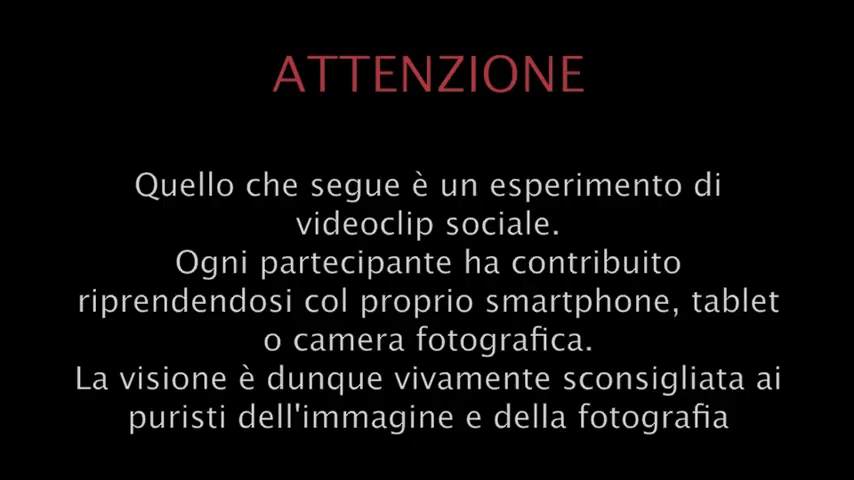 ATTENZIONE
Quello che segue è un esperimento di
videoclip sociale.
Ogni partecipante ha contribuito
riprendendosi col proprio smartphone, tablet
o camera fotografica.
La visione è dunque vivamente sconsigliata ai
puristi dell'immagine e della fotografia